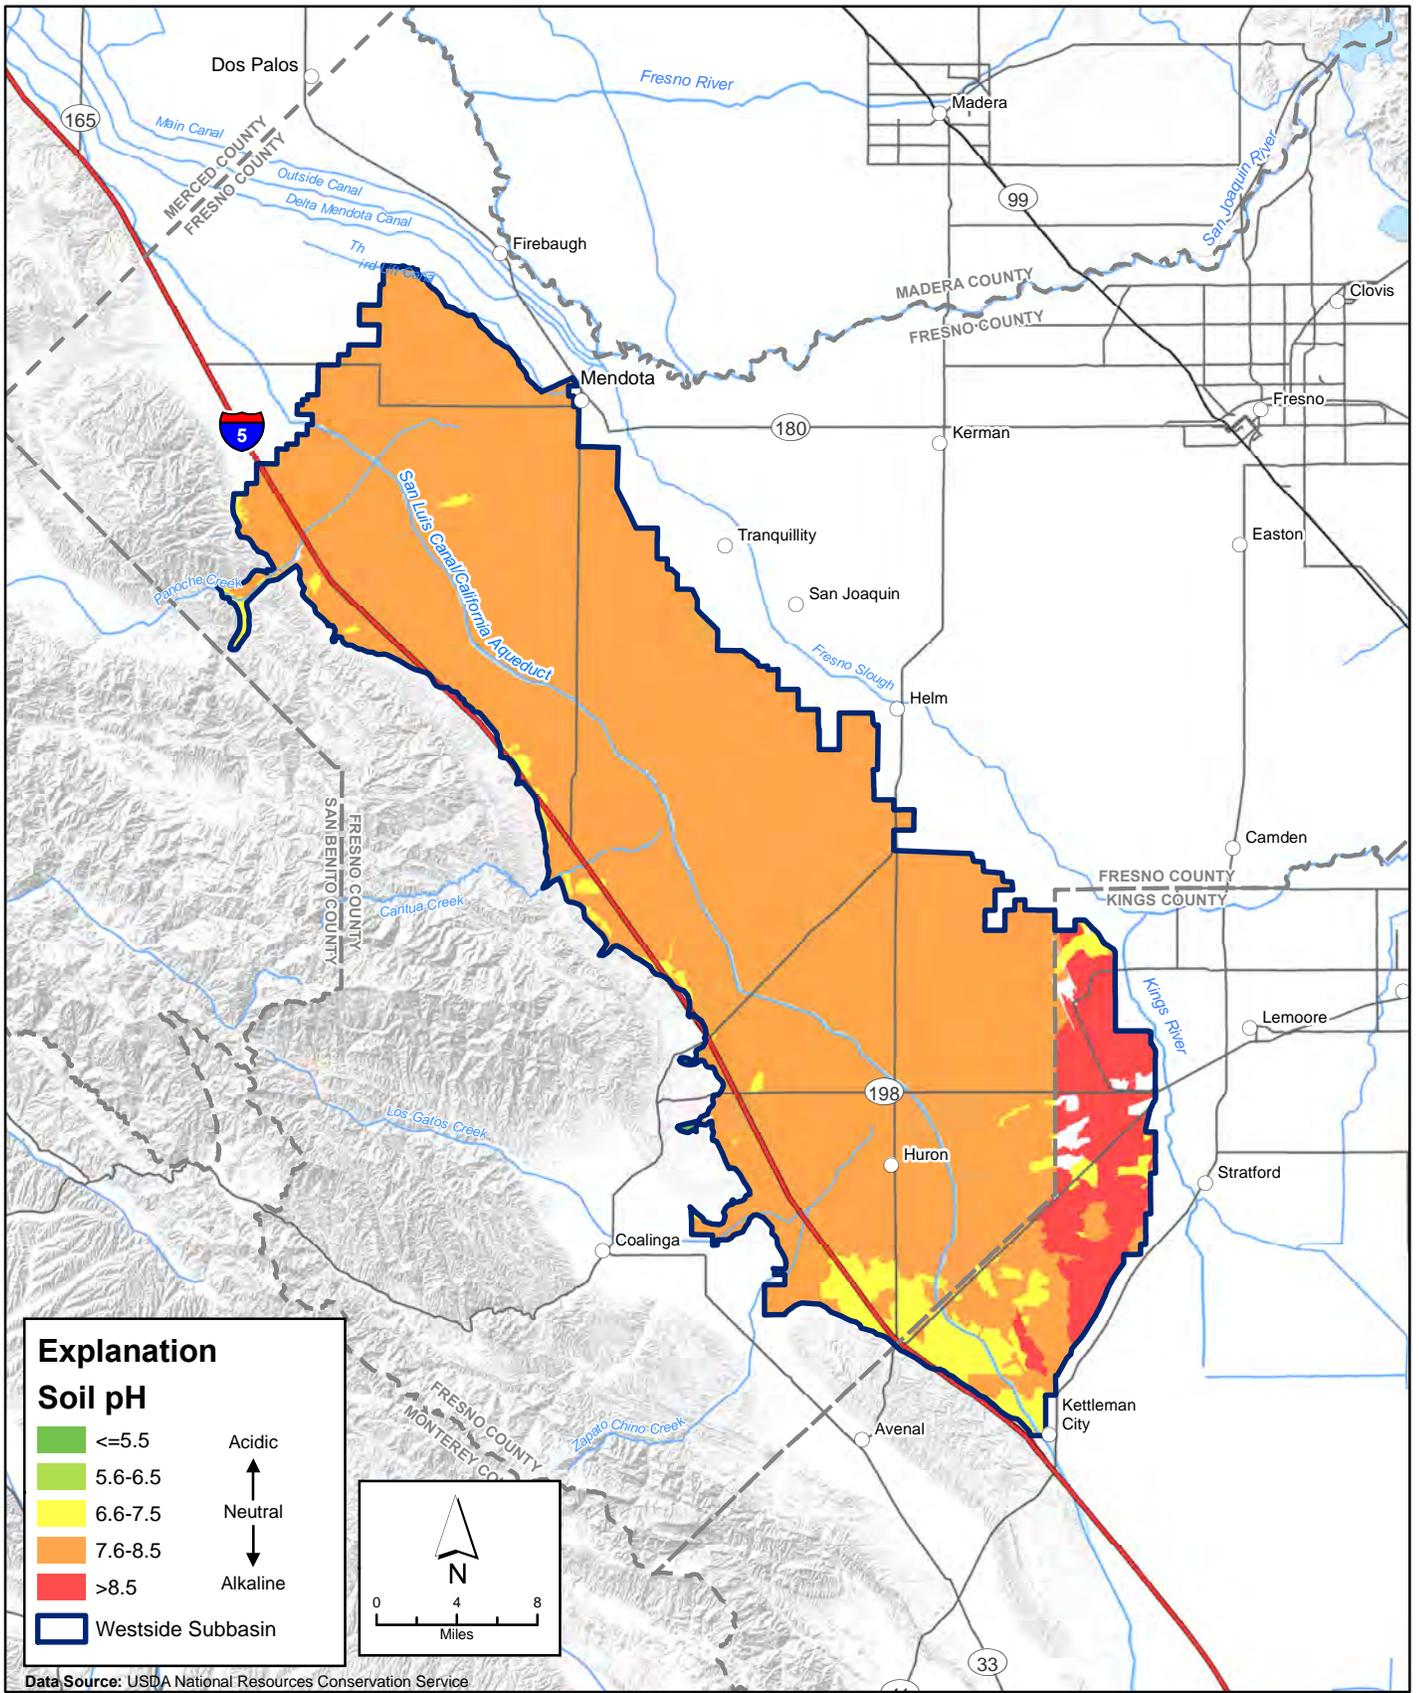 Dos Palos
165
Main Canal
MERCED COUNTY
FRESNO COUNTY
Outside Canal
Delta Mendota Canal
Firebaugh
Fresno River
Madera
99
San Joaquin River
MADERA COUNTY
FRESNO COUNTY
Clovis
Mendota
5
180
Kerman
Fresno
San Luis Canal/California Aqueduct
Tranquillity
Easton
Panoche Creek
San Joaquin
Fresno Slough
Helm
FRESNO COUNTY
SAN BENITO COUNTY
Camden
Cantua Creek
FRESNO COUNTY
KINGS COUNTY
Kings River
Lemoore
198
Los Gatos Creek
Huron
Stratford
Coalinga
Kettleman
City
Avenal
Zapato Chino Creek
FRESNO COUNTY
MONTEREY CO
33
Explanation
Soil pH
<=5.5
5.6-6.5
6.6-7.5
7.6-8.5
>8.5
Acidic
Neutral
Alkaline
Westside Subbasin
N
0 4 8
Miles
Data Source: USDA National Resources Conservation Service